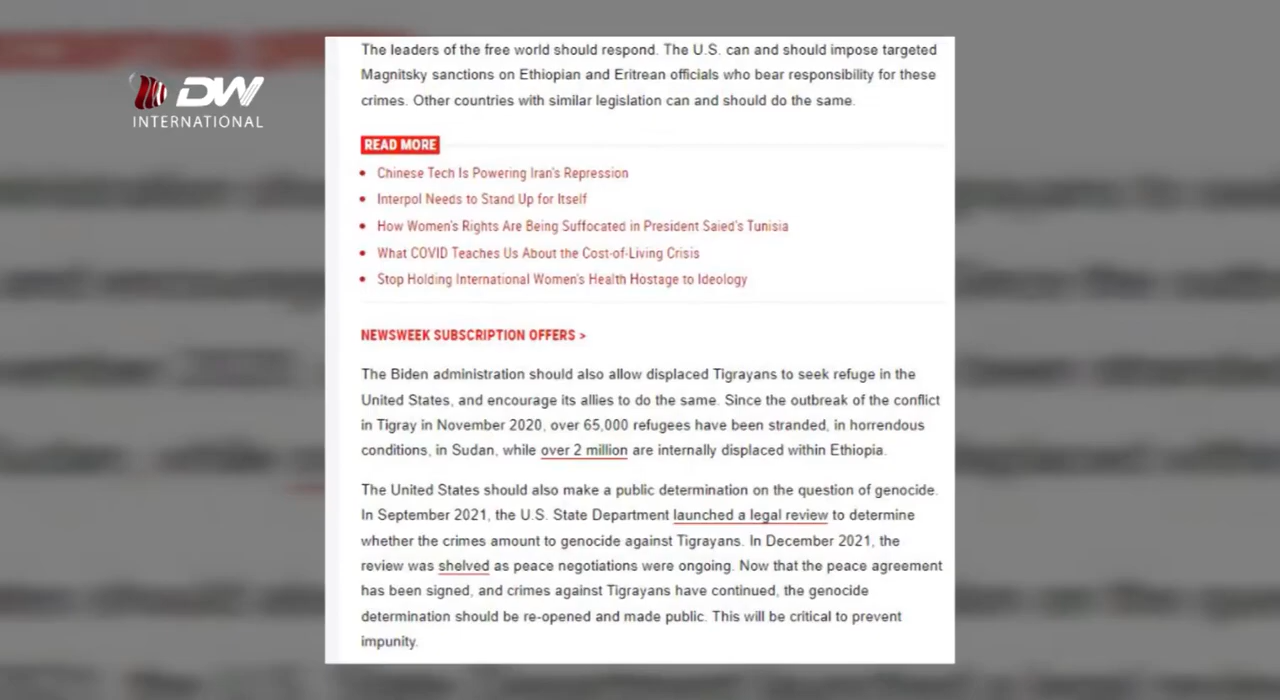 DW
INTERNATIONAL
The leaders of the free world should respond. The U.S. can and should impose targeted
Magnitsky sanctions on Ethiopian and Eritrean officials who bear responsibility for these
crimes. Other countries with similar legislation can and should do the same.
READ MORE
Chinese Tech Is Powering Iran's Repression
Interpol Needs to Stand Up for Itself
How Women's Rights Are Being Suffocated in President Saied's Tunisia
What COVID Teaches Us About the Cost-of-Living Crisis
Stop Holding International Women's Health Hostage to Ideology
NEWSWEEK SUBSCRIPTION OFFERS >
The Biden administration should also allow displaced Tigrayans to seek refuge in the
United States, and encourage its allies to do the same. Since the outbreak of the conflict
in Tigray in November 2020, over 65,000 refugees have been stranded, in horrendous
conditions, in Sudan, while over 2 million are internally displaced within Ethiopia.
The United States should also make a public determination on the question of genocide.
In September 2021, the U.S. State Department launched a legal review to determine
whether the crimes amount to genocide against Tigrayans. In December 2021, the
review was shelved as peace negotiations were ongoing. Now that the peace agreement
has been signed, and crimes against Tigrayans have continued, the genocide
determination should be re-opened and made public. This will be critical to prevent
impunity.